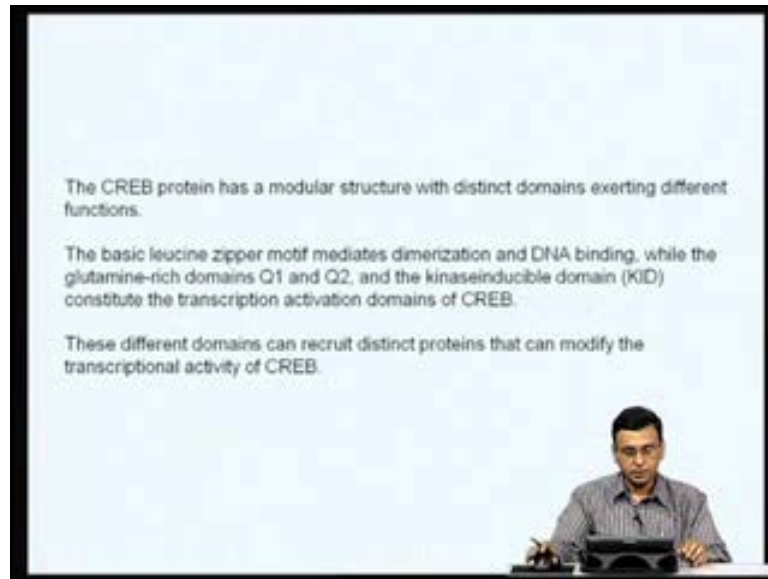 The CREB protein has a modular structure with distinct domains exerting different
functions.
The basic leucine zipper motif mediates dimerization and DNA binding, while the
glutamine-rich domains Q1 and Q2, and the kinaseinducible domain (KID)
constitute the transcription activation domains of CREB.
These different domains can recruit distinct proteins that can modify the
transcriptional activity of CREB.